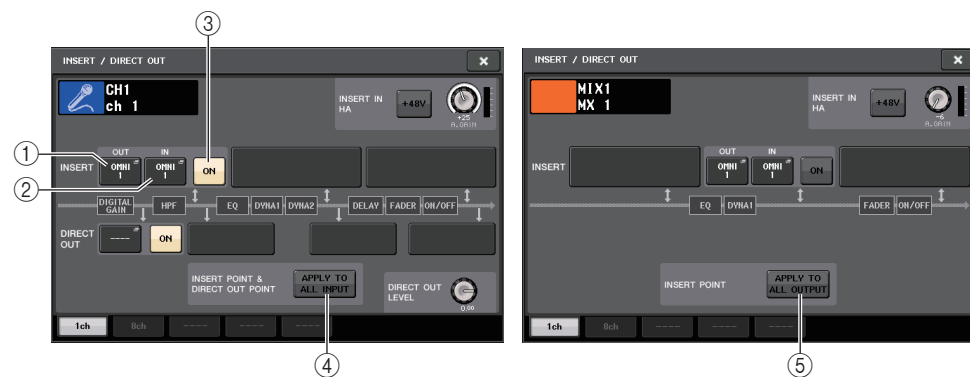 ③
INSERT / DIRECT OUT
CH1
ch 1
INSERT IN
HA
+48V
+25
A.GAIN
①
②
INSERT
OUT
OMNI
1
IN
OMNI
1
ON
DIGITAL
GAIN
HPF
EQ
DYNA1
DYNA2
DELAY
FADER
ON/OFF
DIRECT
OUT
----
ON
INSERT POINT &
DIRECT OUT POINT
APPLY TO
ALL INPUT
DIRECT OUT
LEVEL
0.00
1ch
8ch
----
----
----
④
INSERT / DIRECT OUT
MIX1
MX 1
INSERT IN
HA
+48V
-6
A.GAIN
INSERT
OUT
OMNI
1
IN
OMNI
1
ON
EQ
DYNA1
FADER
ON/OFF
INSERT POINT
APPLY TO
ALL OUTPUT
1ch
8ch
----
----
----
⑤